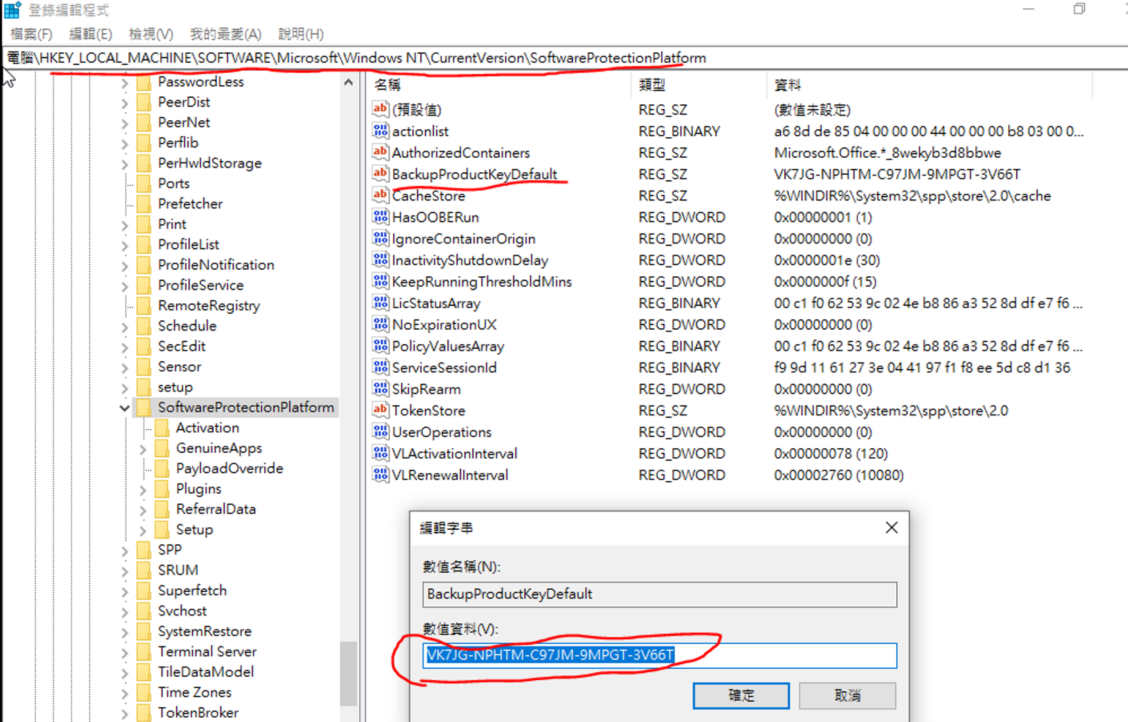 登錄編輯程式
檔案(F) 編輯(E) 檢視(V) 我的最愛(A) 說明(H)
電腦\HKEY_LOCAL_MACHINE\SOFTWARE\Microsoft\Windows NT\CurrentVersion\SoftwareProtectionPlatform
PasswordLess
PeerDist
PeerNet
Perflib
PerHwIdStorage
Ports
Prefetcher
Print
ProfileList
ProfileNotification
ProfileService
RemoteRegistry
Schedule
SecEdit
Sensor
setup
SoftwareProtectionPlatform
Activation
GenuineApps
PayloadOverride
Plugins
ReferralData
Setup
SPP
SRUM
Superfetch
Svchost
SystemRestore
Terminal Server
TileDataModel
Time Zones
TokenBroker
名稱 類型 資料
(預設值) REG_SZ (數值未設定)
actionlist REG_BINARY a6 8d de 85 04 00 00 00 44 00 00 00 b8 03 00 0...
AuthorizedContainers REG_SZ Microsoft.Office.*_8wekyb3d8bbwe
BackupProductKeyDefault REG_SZ VK7JG-NPHTM-C97JM-9MPGT-3V66T
CacheStore REG_SZ %WINDIR%\System32\spp\store\2.0\cache
HasOOBERun REG_DWORD 0x00000001 (1)
IgnoreContainerOrigin REG_DWORD 0x00000000 (0)
InactivityShutdownDelay REG_DWORD 0x0000001e (30)
KeepRunningThresholdMins REG_DWORD 0x0000000f (15)
LicStatusArray REG_BINARY 00 c1 f0 62 53 9c 02 4e b8 86 a3 52 8d df e7 f6 ...
NoExpirationUX REG_DWORD 0x00000000 (0)
PolicyValuesArray REG_BINARY 00 c1 f0 62 53 9c 02 4e b8 86 a3 52 8d df e7 f6 ...
ServiceSessionId REG_BINARY f9 9d 11 61 27 3e 04 41 97 f1 f8 ee 5d c8 d1 36
SkipRearm REG_DWORD 0x00000000 (0)
TokenStore REG_SZ %WINDIR%\System32\spp\store\2.0
UserOperations REG_DWORD 0x00000000 (0)
VLActivationInterval REG_DWORD 0x00000078 (120)
VLRenewalInterval REG_DWORD 0x00002760 (10080)
編輯字串
數值名稱(N):
BackupProductKeyDefault
數值資料(V):
VK7JG-NPHTM-C97JM-9MPGT-3V66T
確定 取消